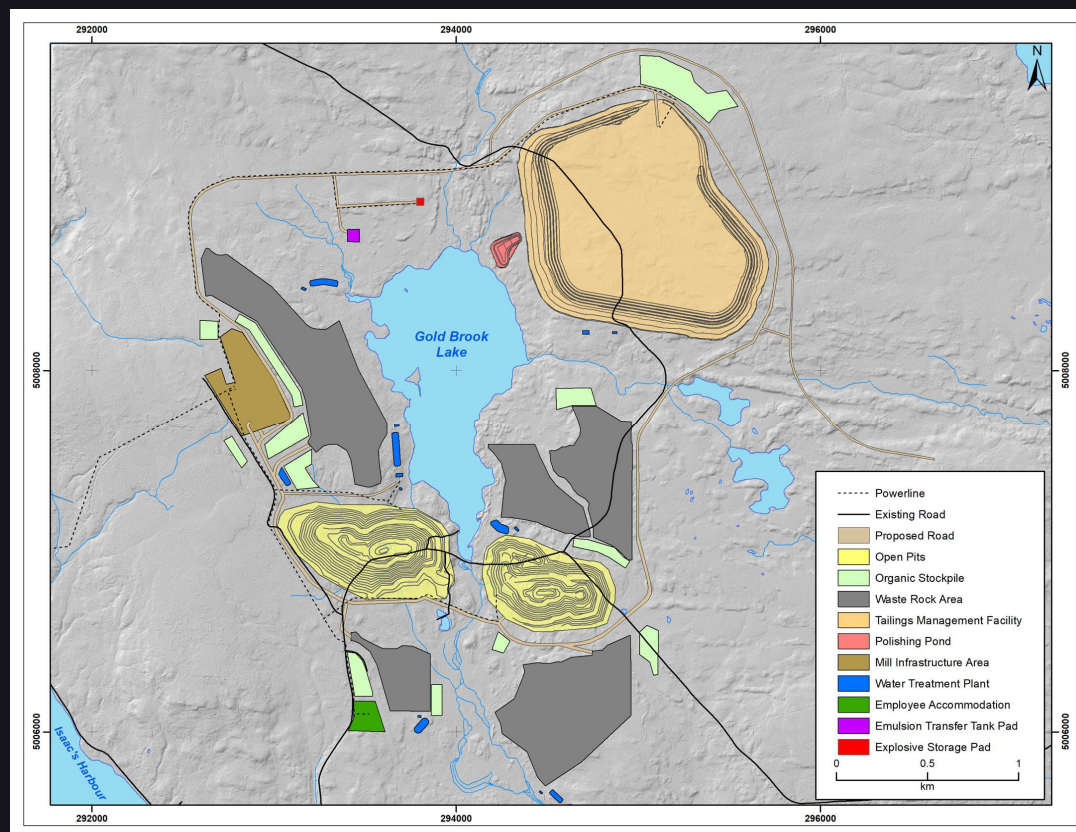 292000
294000
296000
N
Gold Brook
Lake
5008000
5008000
Powerline
Existing Road
Proposed Road
Open Pits
Organic Stockpile
Waste Rock Area
Tailings Management Facility
Polishing Pond
Mill Infrastructure Area
Water Treatment Plant
Employee Accommodation
Emulsion Transfer Tank Pad
Explosive Storage Pad
0
0.5
1
km
5006000
5006000
Isaac's Harbour
292000
294000
296000